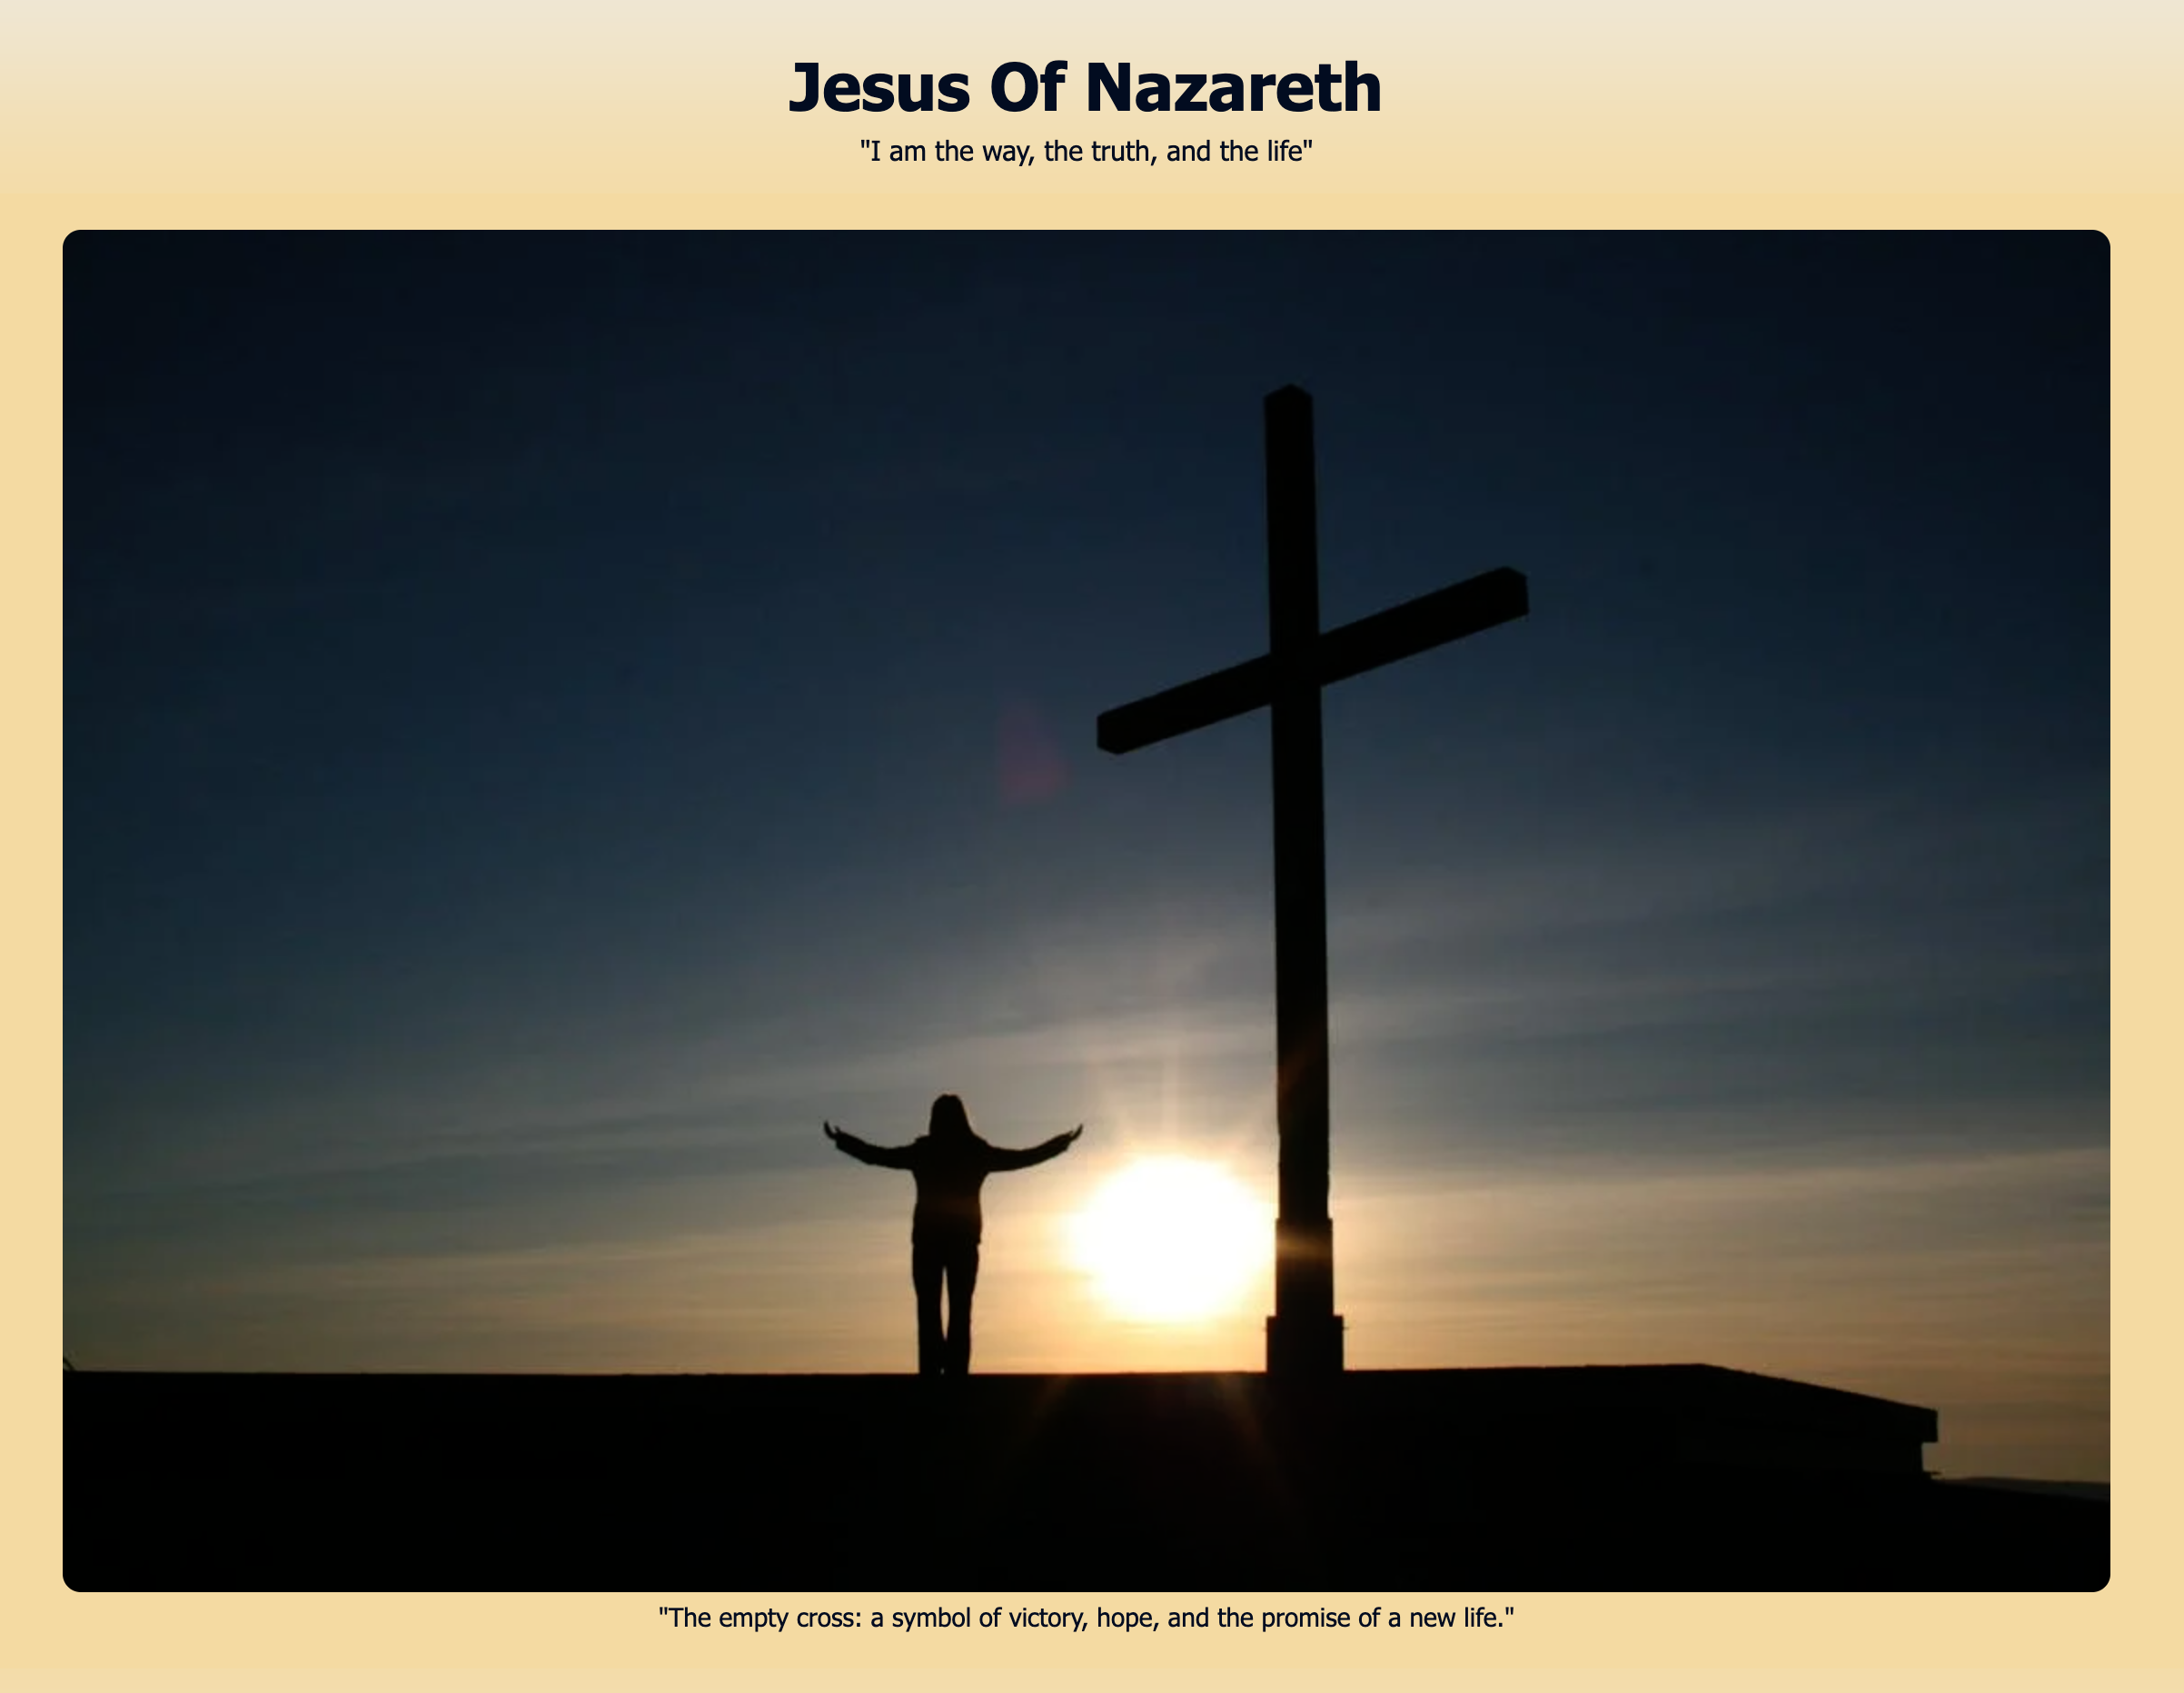 Jesus Of Nazareth
"I am the way, the truth, and the life"
"The empty cross: a symbol of victory, hope, and the promise of a new life."